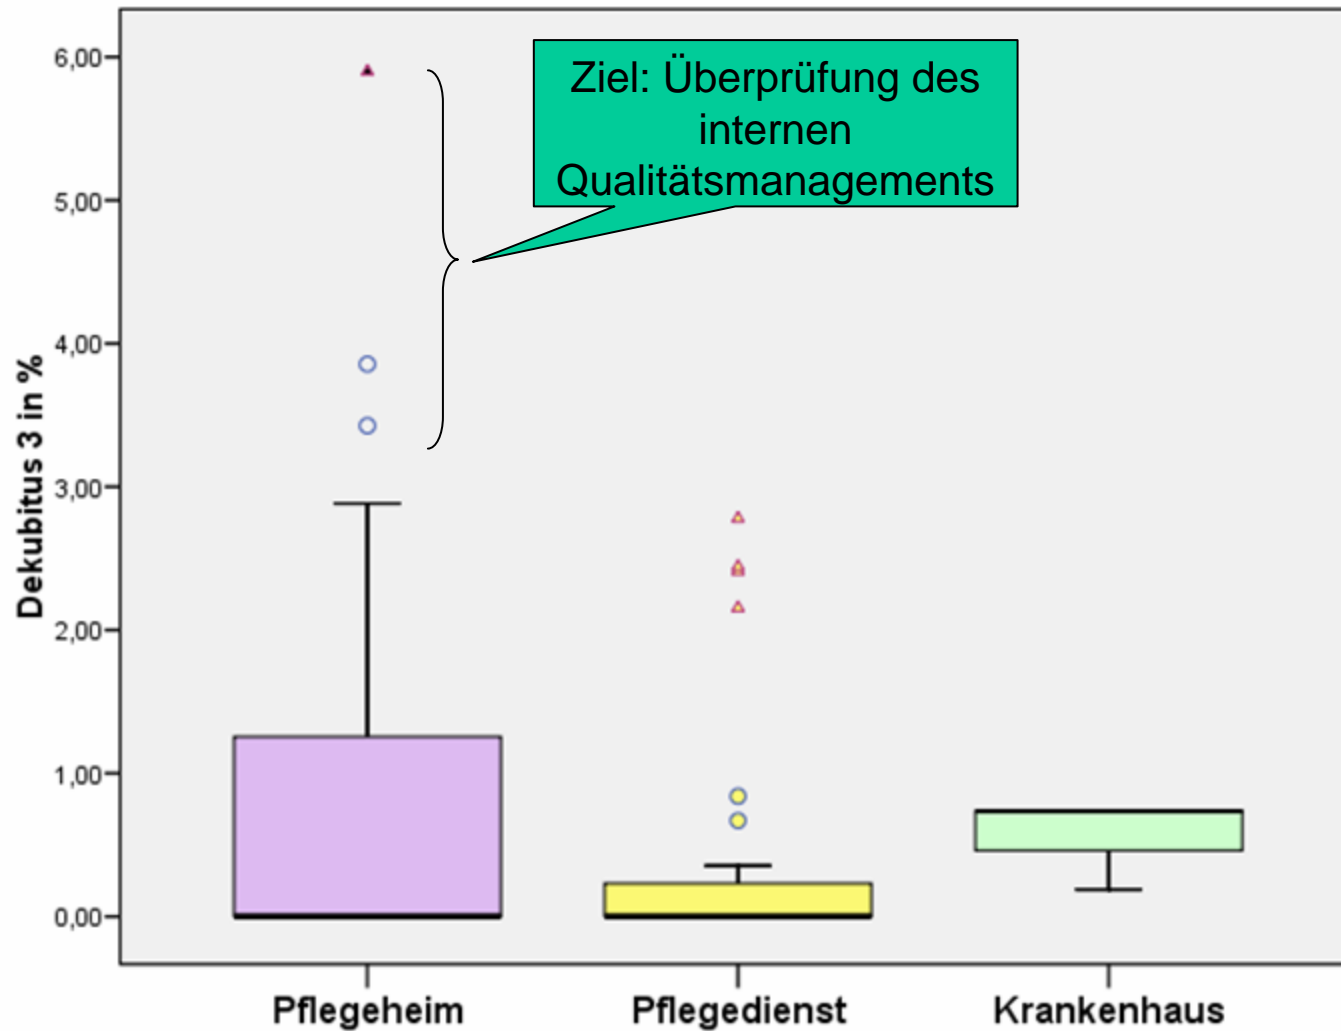 Ziel: Überprüfung des
internen
Qualitätsmanagements
Dekubitus 3 in %
6,00
5,00
4,00
3,00
2,00
1,00
0,00
Pflegeheim
Pflegedienst
Krankenhaus